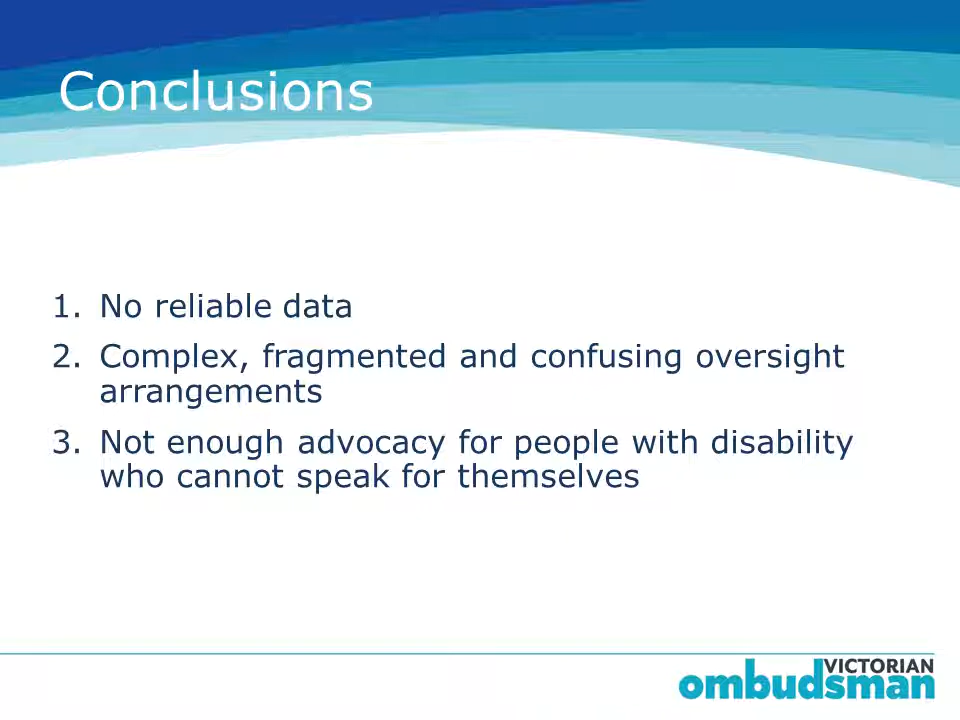 Conclusions
1. No reliable data
2. Complex, fragmented and confusing oversight
arrangements
3. Not enough advocacy for people with disability
who cannot speak for themselves
VICTORIAN
ombudsman